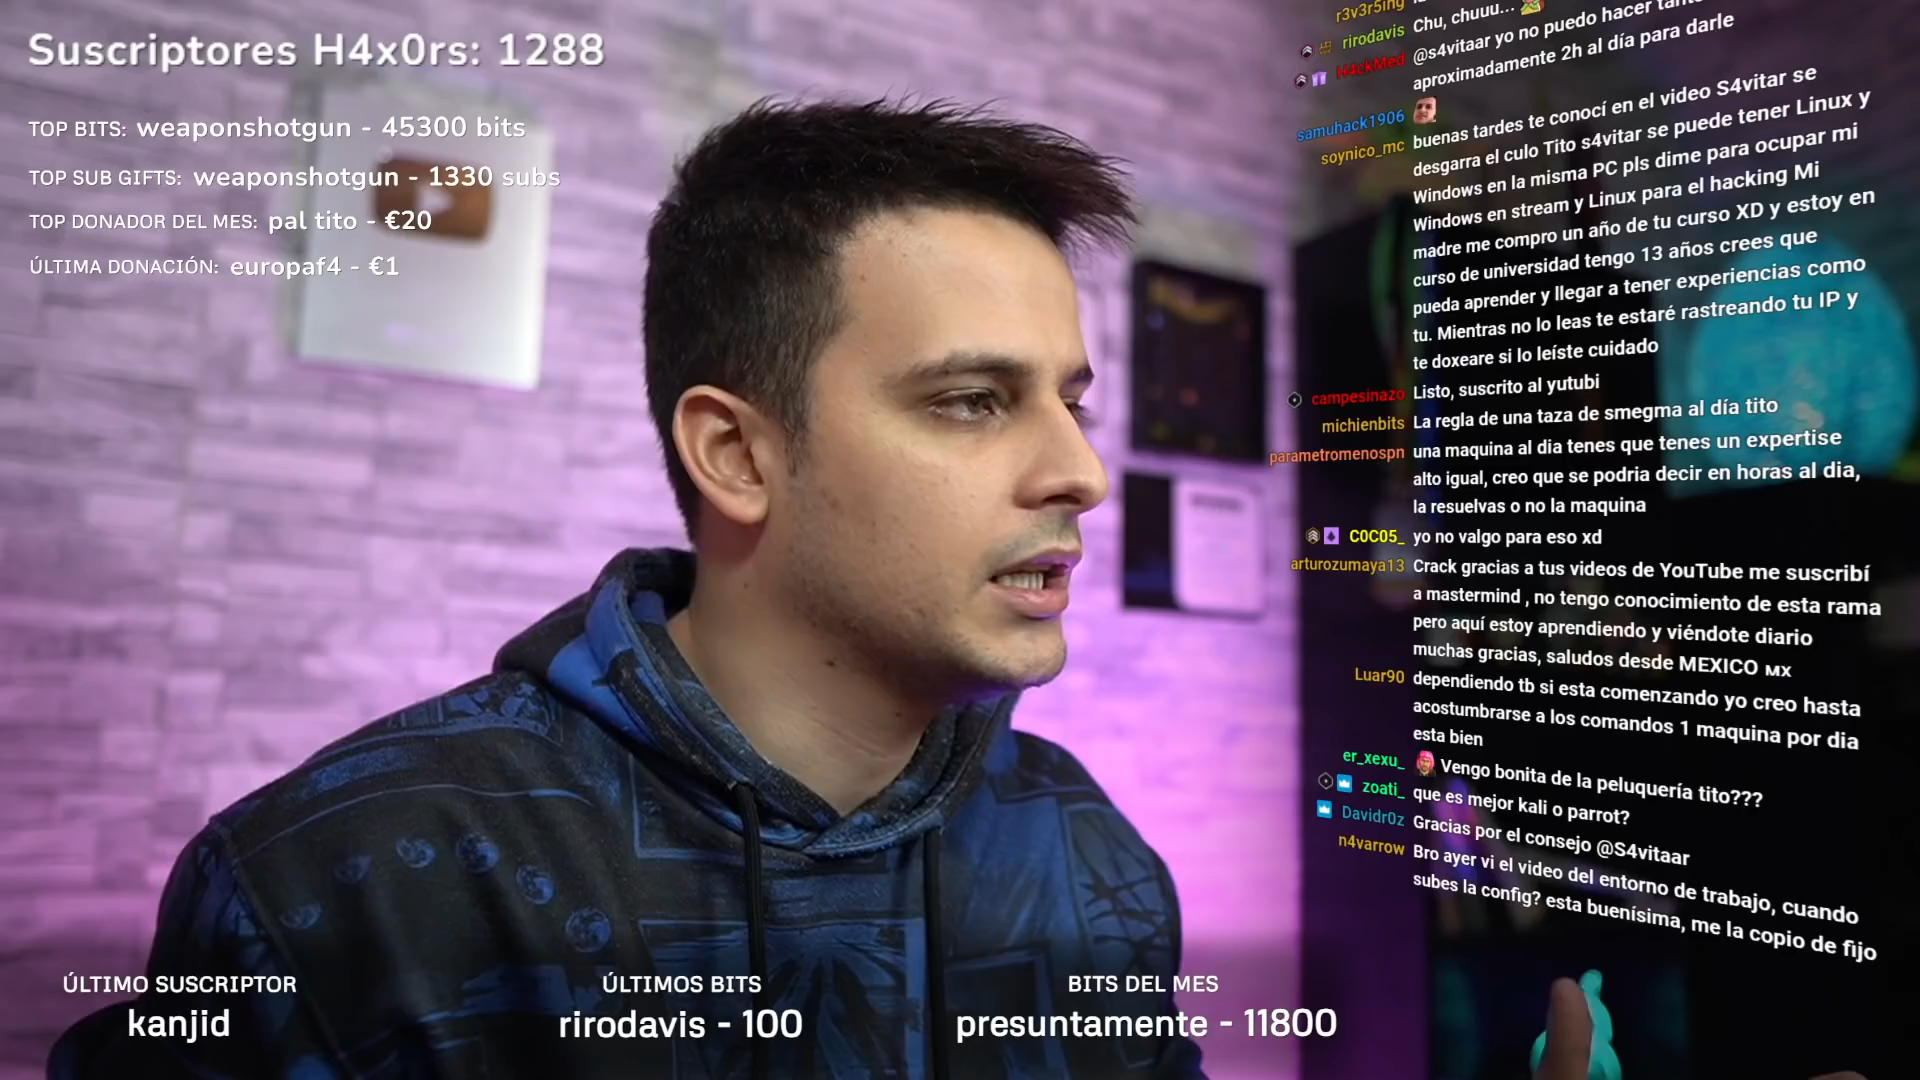 Suscriptores H4x0rs: 1288
TOP BITS: weaponshotgun - 45300 bits
TOP SUB GIFTS: weaponshotgun - 1330 subs
TOP DONADOR DEL MES: pal tito - €20
ÚLTIMA DONACIÓN: europaf4 - €1
r3v3r5ing
rirodavis Chu, chuuu...
H4ckMed @s4vitaar yo no puedo hacer
aproximadamente 2h al día para darle
samuhack1906
soynico_mc buenas tardes te conocí en el video S4vitar se
desgarra el culo Tito s4vitar se puede tener Linux y
Windows en la misma PC pls dime para ocupar mi
Windows en stream y Linux para el hacking Mi
madre me compro un año de tu curso XD y estoy en
curso de universidad tengo 13 años crees que
pueda aprender y llegar a tener experiencias como
tu. Mientras no lo leas te estaré rastreando tu IP y
te doxeare si lo leíste cuidado
campesinazo Listo, suscrito al yutubi
michienbits La regla de una taza de smegma al día tito
parametromenospn una maquina al dia tenes que tenes un expertise
alto igual, creo que se podria decir en horas al dia,
la resuelvas o no la maquina
C0C05_ yo no valgo para eso xd
arturozumaya13 Crack gracias a tus videos de YouTube me suscribí
a mastermind , no tengo conocimiento de esta rama
pero aquí estoy aprendiendo y viéndote diario
muchas gracias, saludos desde MEXICO MX
Luar90 dependiendo tb si esta comenzando yo creo hasta
acostumbrarse a los comandos 1 maquina por dia
esta bien
er_xexu_ Vengo bonita de la peluquería tito???
zoati_ que es mejor kali o parrot?
Davidr0z Gracias por el consejo @S4vitaar
n4varrow Bro ayer vi el video del entorno de trabajo, cuando
subes la config? esta buenísima, me la copio de fijo
ÚLTIMO SUSCRIPTOR
kanjid
ÚLTIMOS BITS
rirodavis - 100
BITS DEL MES
presuntamente - 11800